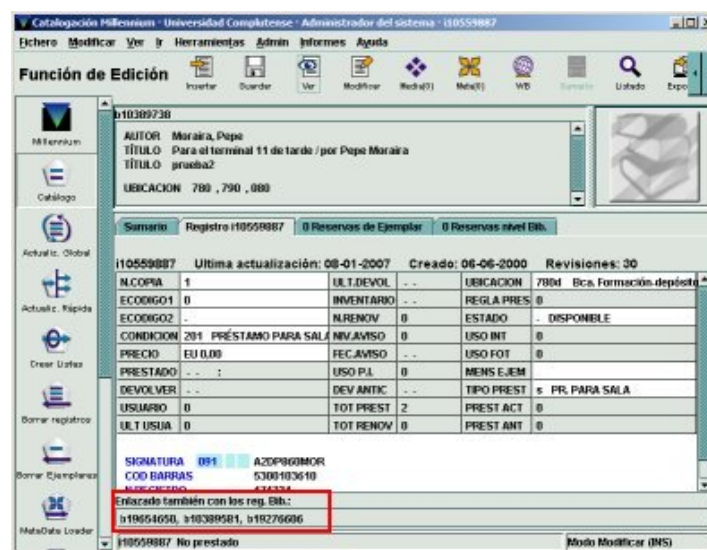 Catalogación Millennium · Universidad Complutense · Administrador del sistema · i10559887
Fichero Modificar Ver Ir Herramientas Admin Informes Ayuda
Función de Edición
Insertar Guardar Ver Modificar Media(0) Meta(0) WB Sumario Listado
Millennium
Catálogo
Actualiz. Global
Actualiz. Rápida
Crear Listas
Borrar registros
Borrar Ejemplares
MetaData Loader
b10389738
AUTOR Moraira, Pepe
TÍTULO Para el terminal 11 de tarde / por Pepe Moraira
TÍTULO prueba2
UBICACION 780 , 790 , 080
Sumario Registro i10559887 0 Reservas de Ejemplar 0 Reservas nivel Bib.
i10559887 Ultima actualización: 08-01-2007 Creado: 06-06-2000 Revisiones: 30
N.COPIA 1 ULT.DEVOL - - UBICACION 780d Bca. Formación-depósito
ECODIGO1 0 INVENTARIO - - REGLA PRES 0
ECODIGO2 - N.RENOV 0 ESTADO - DISPONIBLE
CONDICION 201 PRÉSTAMO PARA SALA NIV.AVISO 0 USO INT 0
PRECIO EU 0,00 FEC.AVISO - - USO FOT 0
PRESTADO - - : USO P.I. 0 MENS EJEM
DEVOLVER - - DEV ANTIC - - TIPO PREST s PR. PARA SALA
USUARIO 0 TOT PREST 2 PREST ACT 0
ULT USUA 0 TOT RENOV 0 PREST ANT 0
SIGNATURA 091 A2DP860MOR
COD BARRAS 5300103610
Enlazado también con los reg. Bib.:
b19654650, b10389581, b19276606
i10559887 No prestado Modo Modificar (INS)